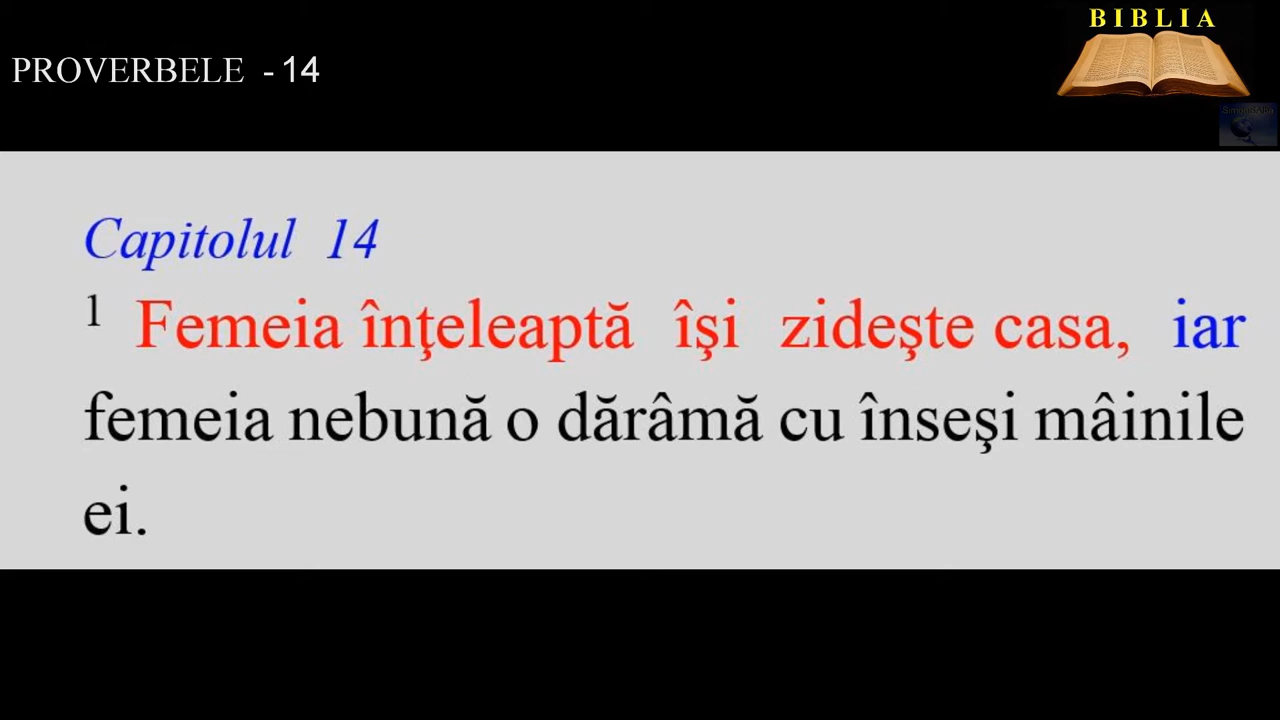 BIBLIA
PROVERBELE - 14
Capitolul 14
1 Femeia înţeleaptă îşi zideşte casa, iar
femeia nebună o dărâmă cu înseşi mâinile
ei.